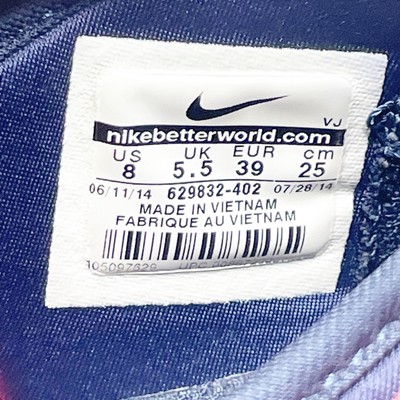 VJ
nikebetterworld.com
US UK EUR cm
8 5.5 39 25
06/11/14 629832-402 07/28/14
MADE IN VIETNAM
FABRIQUE AU VIETNAM
UPC